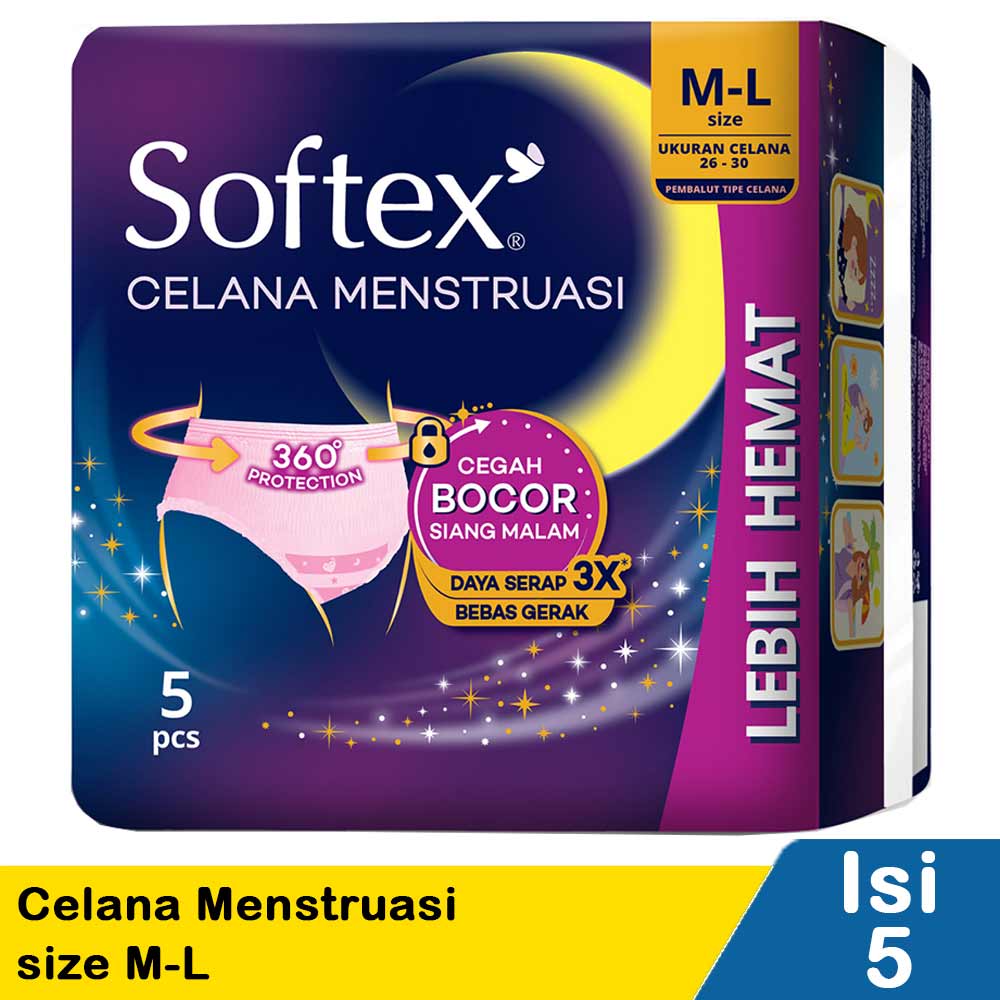 M-L
size
UKURAN CELANA
26 - 30
PEMBALUT TIPE CELANA
Softex®
CELANA MENSTRUASI
360°
PROTECTION
CEGAH
BOCOR
SIANG MALAM
DAYA SERAP 3X*
BEBAS GERAK
LEBIH HEMAT
zzzz
5
pcs
Celana Menstruasi
size M-L
Isi
5